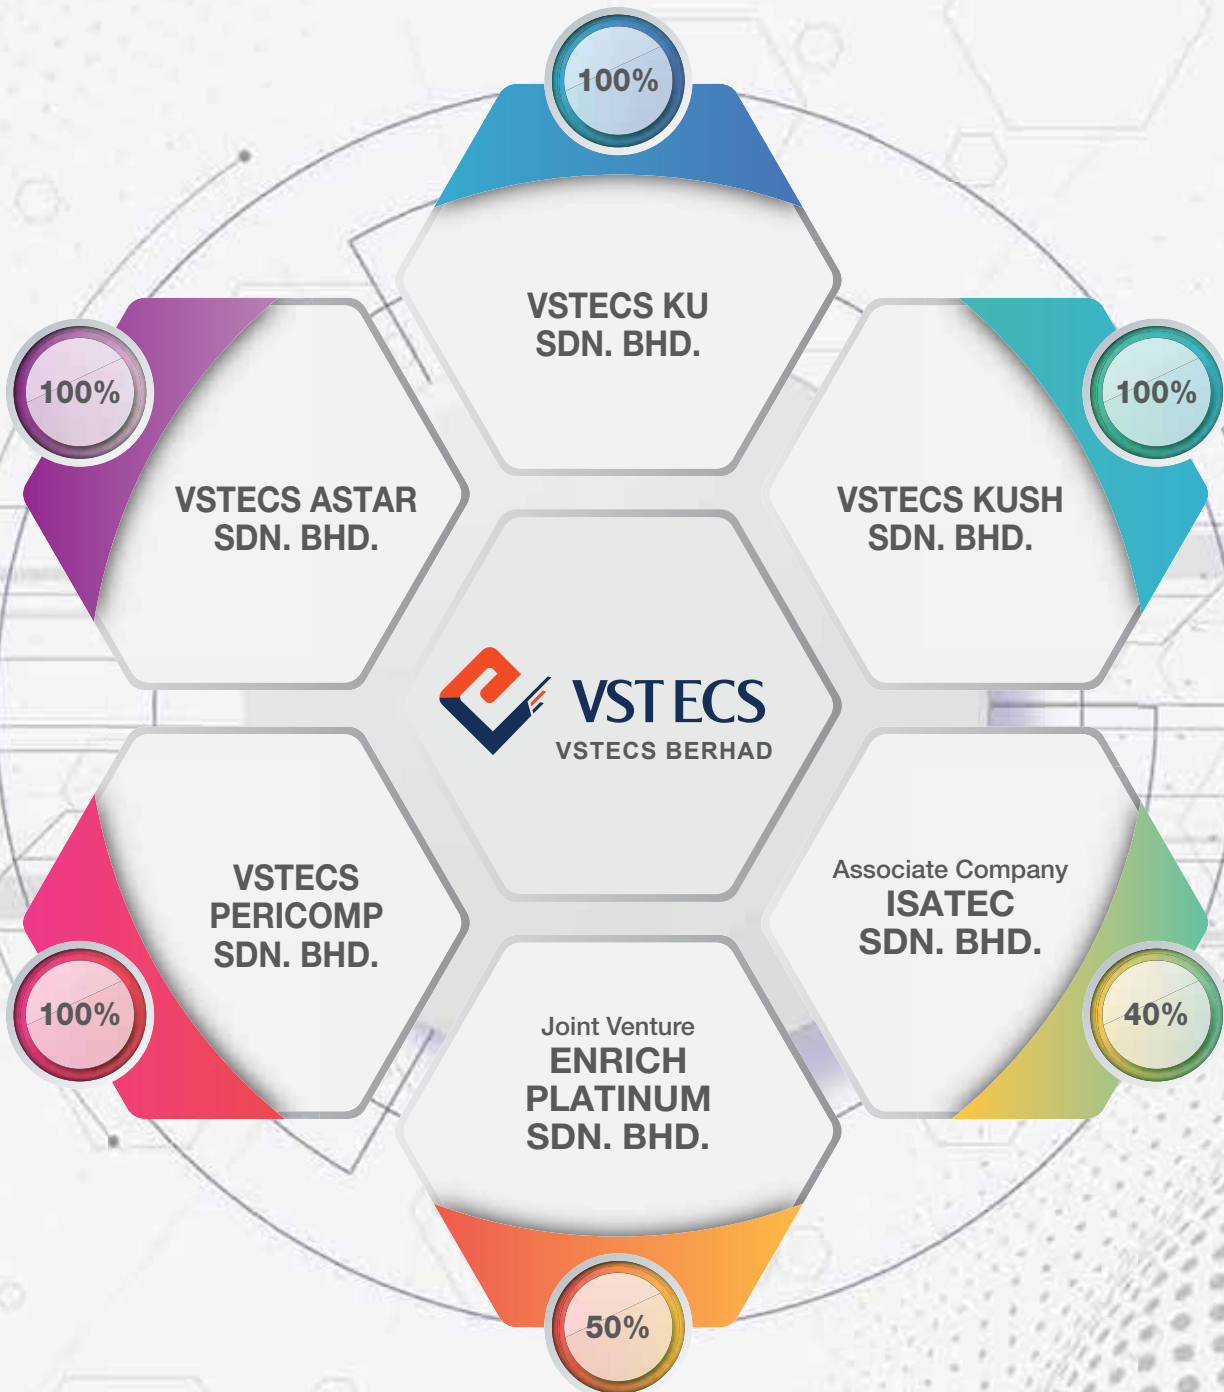 100%
VSTECS KU
SDN. BHD.
100%
VSTECS ASTAR
SDN. BHD.
100%
VSTECS KUSH
SDN. BHD.
VSTECS
VSTECS BERHAD
VSTECS
PERICOMP
SDN. BHD.
100%
Associate Company
ISATEC
SDN. BHD.
40%
Joint Venture
ENRICH
PLATINUM
SDN. BHD.
50%